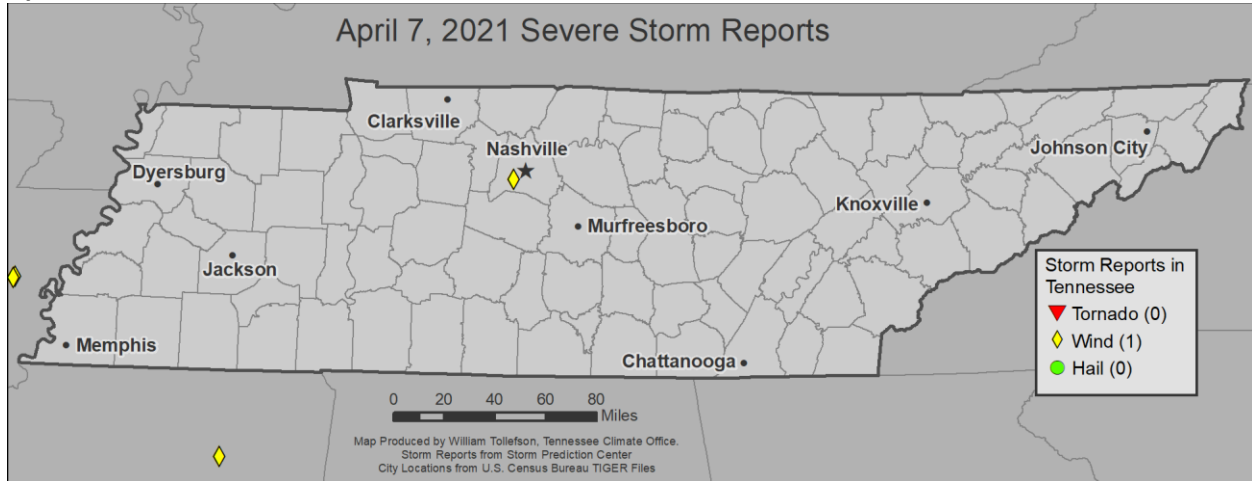 April 7, 2021 Severe Storm Reports
Clarksville
Nashville
Johnson City
Dyersburg
Knoxville
Murfreesboro
Jackson
Storm Reports in
Tennessee
Tornado (0)
Wind (1)
Hail (0)
Memphis
Chattanooga
0 20 40 60 80
Miles
Map Produced by William Tollefson, Tennessee Climate Office.
Storm Reports from Storm Prediction Center
City Locations from U.S. Census Bureau TIGER Files